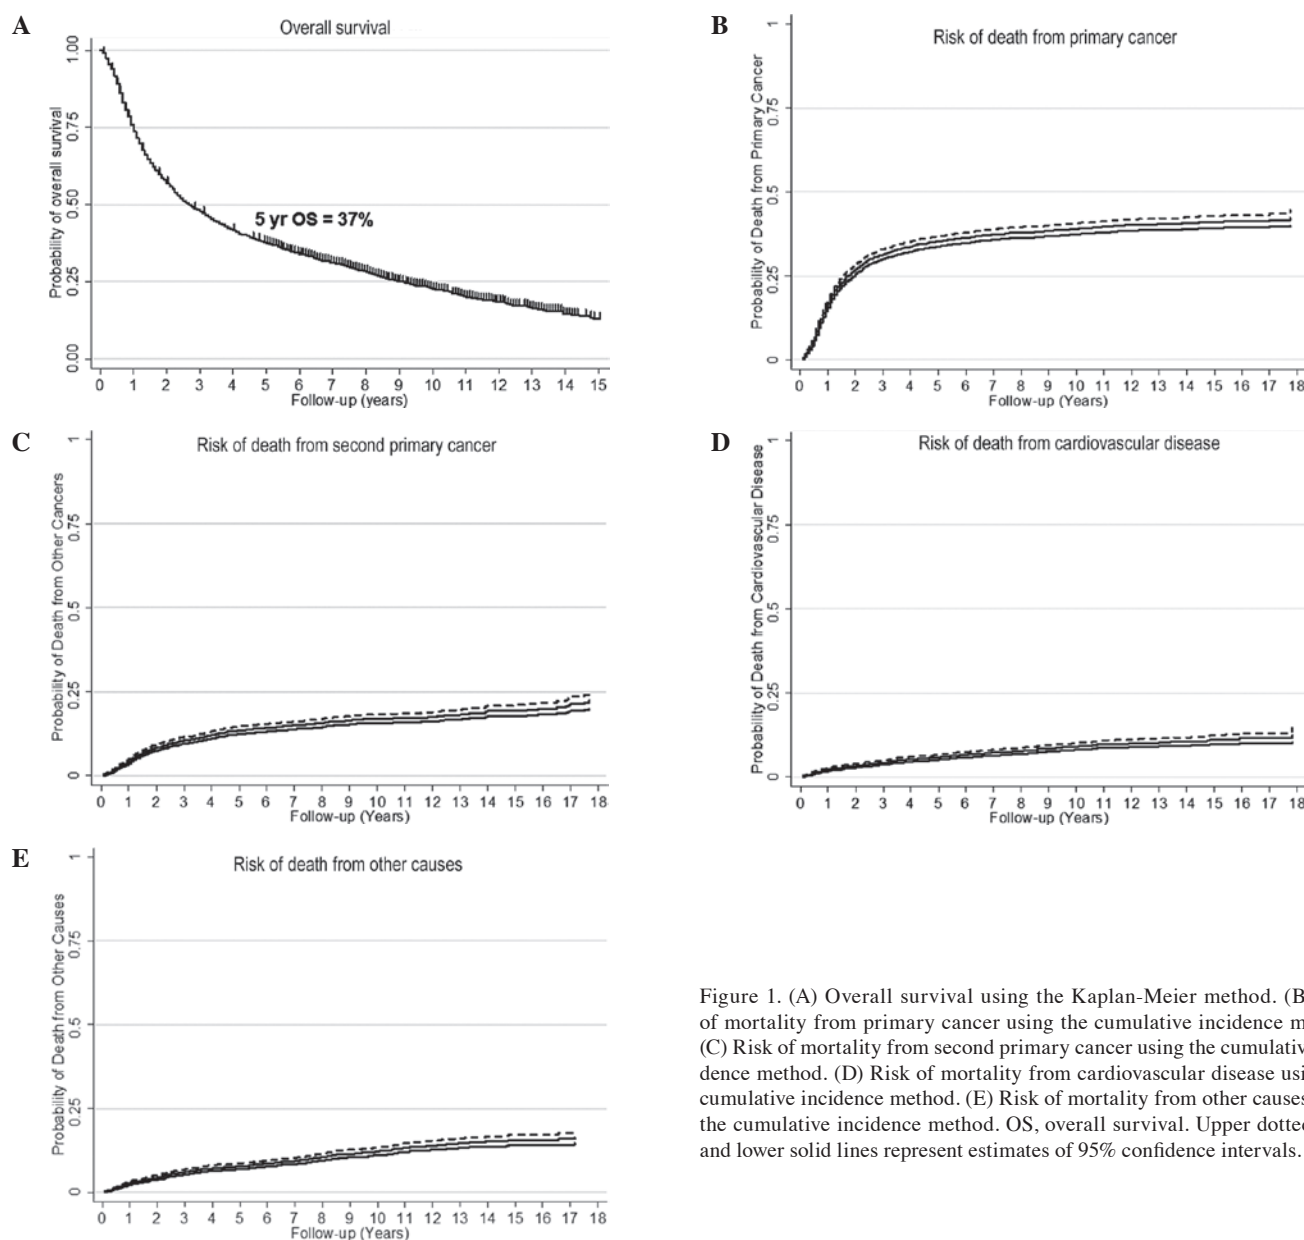 A
Overall survival
Probability of overall survival
1.00
0.75
0.50
0.25
0.00
5 yr OS = 37%
0 1 2 3 4 5 6 7 8 9 10 11 12 13 14 15
Follow-up (years)
B
Risk of death from primary cancer
Probability of Death from Primary Cancer
1
0.75
0.5
0.25
0
0 1 2 3 4 5 6 7 8 9 10 11 12 13 14 15 16 17 18
Follow-up (Years)
C
Risk of death from second primary cancer
Probability of Death from Other Cancers
1
0.75
0.5
0.25
0
0 1 2 3 4 5 6 7 8 9 10 11 12 13 14 15 16 17 18
Follow-up (Years)
D
Risk of death from cardiovascular disease
Probability of Death from Cardiovascular Disease
1
0.75
0.5
0.25
0
0 1 2 3 4 5 6 7 8 9 10 11 12 13 14 15 16 17 18
Follow-up (Years)
E
Risk of death from other causes
Probability of Death from Other Causes
1
0.75
0.5
0.25
0
0 1 2 3 4 5 6 7 8 9 10 11 12 13 14 15 16 17 18
Follow-up (Years)
Figure 1. (A) Overall survival using the Kaplan-Meier method. (B
of mortality from primary cancer using the cumulative incidence m
(C) Risk of mortality from second primary cancer using the cumulativ
dence method. (D) Risk of mortality from cardiovascular disease usi
cumulative incidence method. (E) Risk of mortality from other causes
the cumulative incidence method. OS, overall survival. Upper dotted
and lower solid lines represent estimates of 95% confidence intervals.